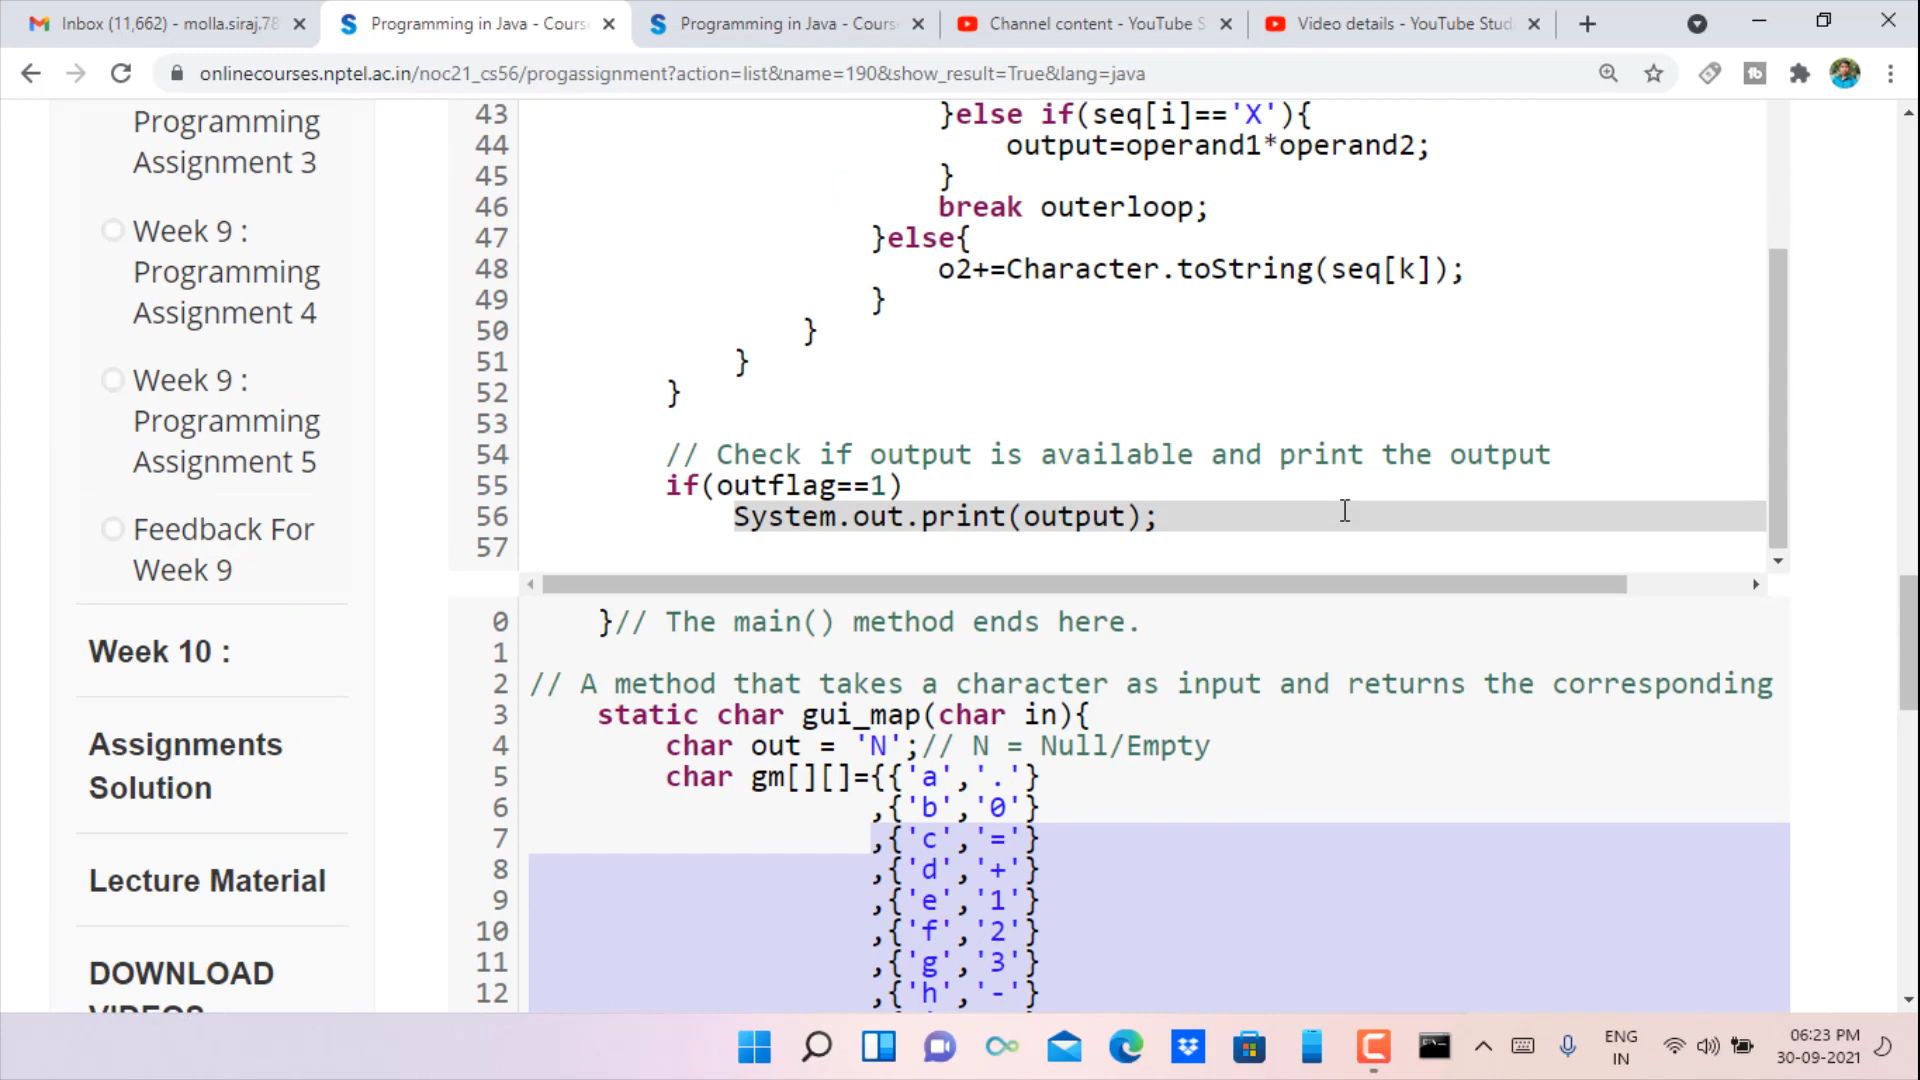 Inbox (11,662) - molla.siraj.78
Programming in Java - Cours
Programming in Java - Cours
Channel content - YouTube S
Video details - YouTube Stud
onlinecourses.nptel.ac.in/noc21_cs56/progassignment?action=list&name=190&show_result=True&lang=java
Programming
Assignment 3
Week 9 :
Programming
Assignment 4
Week 9 :
Programming
Assignment 5
Feedback For
Week 9
Week 10 :
Assignments
Solution
Lecture Material
DOWNLOAD
VIDEOS
43 }else if(seq[i]=='X'){
44 output=operand1*operand2;
45 }
46 break outerloop;
47 }else{
48 o2+=Character.toString(seq[k]);
49 }
50 }
51 }
52 }
53
54 // Check if output is available and print the output
55 if(outflag==1)
56 System.out.print(output);
57
0 }// The main() method ends here.
1
2 // A method that takes a character as input and returns the corresponding
3 static char gui_map(char in){
4 char out = 'N';// N = Null/Empty
5 char gm[][]={{'a','.'}
6 ,{'b','0'}
7 ,{'c','='}
8 ,{'d','+'}
9 ,{'e','1'}
10 ,{'f','2'}
11 ,{'g','3'}
12 ,{'h','-'}
ENG
IN
06:23 PM
30-09-2021